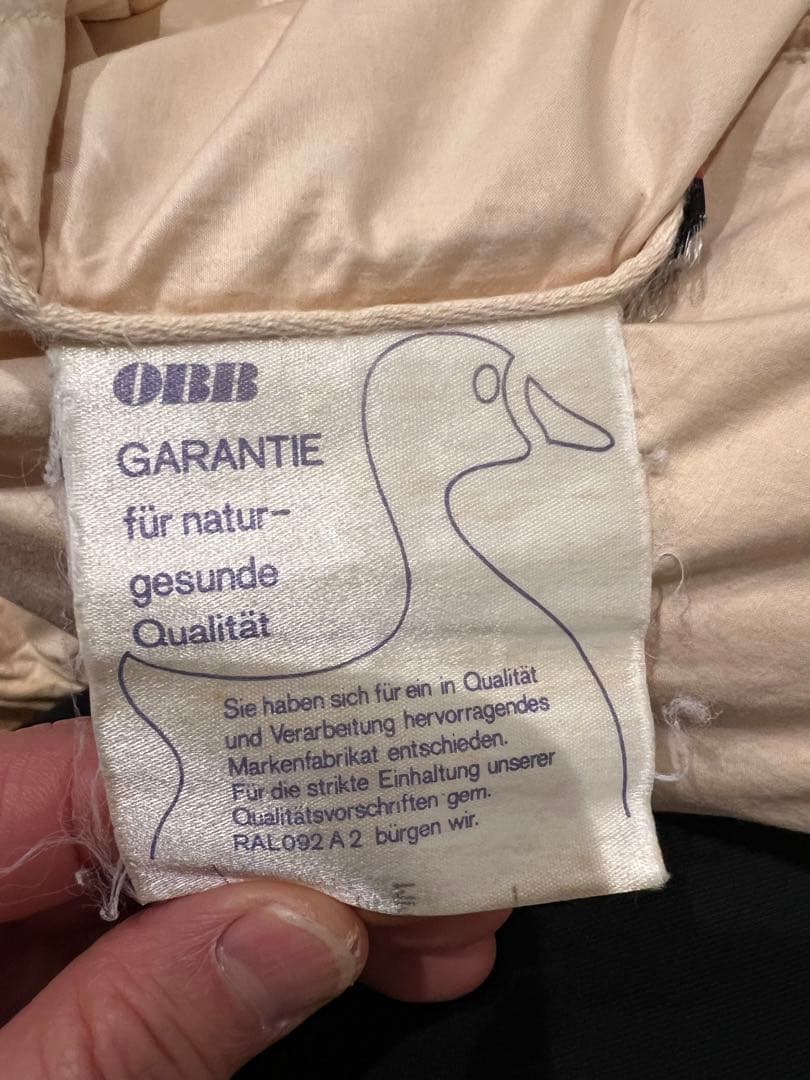 OBB
GARANTIE
für natur-
gesunde
Qualität
Sie haben sich für ein in Qualität
und Verarbeitung hervorragendes
Markenfabrikat entschieden.
Für die strikte Einhaltung unserer
Qualitätsvorschriften gem.
RAL092 A2 bürgen wir.